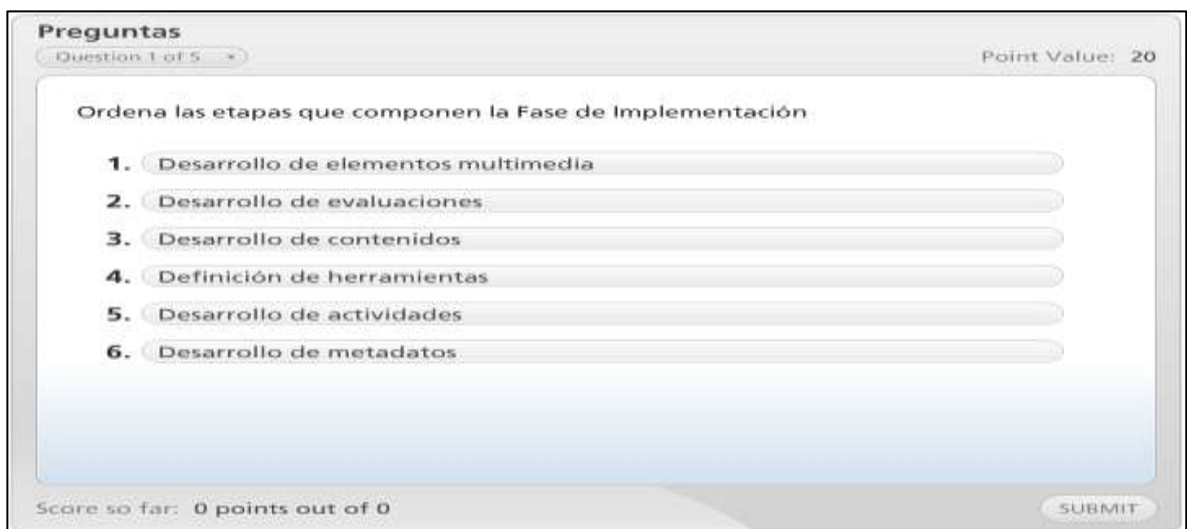 Preguntas
Question 1 of 5
Point Value: 20
Ordena las etapas que componen la Fase de Implementación
1. Desarrollo de elementos multimedia
2. Desarrollo de evaluaciones
3. Desarrollo de contenidos
4. Definición de herramientas
5. Desarrollo de actividades
6. Desarrollo de metadatos
Score so far: 0 points out of 0
SUBMIT